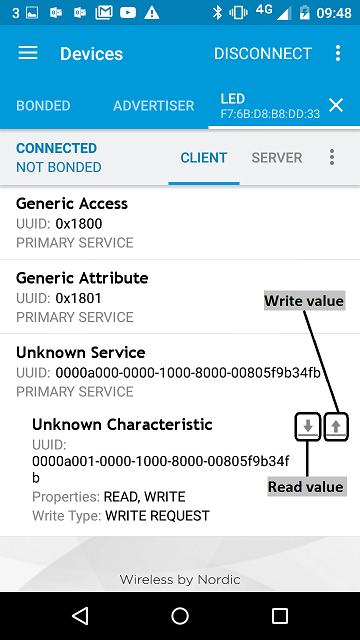 3 4G 09:48
Devices DISCONNECT
BONDED ADVERTISER LED
F7:6B:D8:B8:DD:33
CONNECTED
NOT BONDED CLIENT SERVER
Generic Access
UUID: 0x1800
PRIMARY SERVICE
Generic Attribute
UUID: 0x1801
PRIMARY SERVICE
Write value
Unknown Service
UUID: 0000a000-0000-1000-8000-00805f9b34fb
PRIMARY SERVICE
Unknown Characteristic
UUID:
0000a001-0000-1000-8000-00805f9b34f
b
Read value
Properties: READ, WRITE
Write Type: WRITE REQUEST
Wireless by Nordic